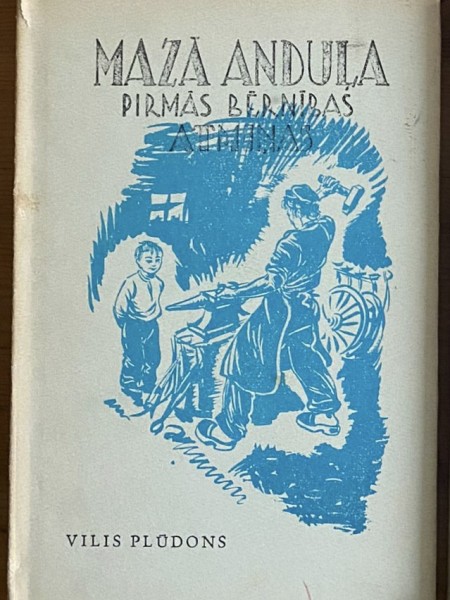 MAZĀ ANDUĻA
PIRMĀS BĒRNĪBAS
ATMIŅAS
VILIS PLŪDONS